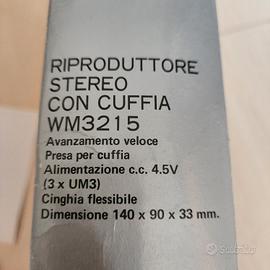 RIPRODUTTORE
STEREO
CON CUFFIA
WM3215
Avanzamento veloce
Presa per cuffia
Alimentazione c.c. 4.5V
(3 x UM3)
Cinghia flessibile
Dimensione 140 x 90 x 33 mm.
subito